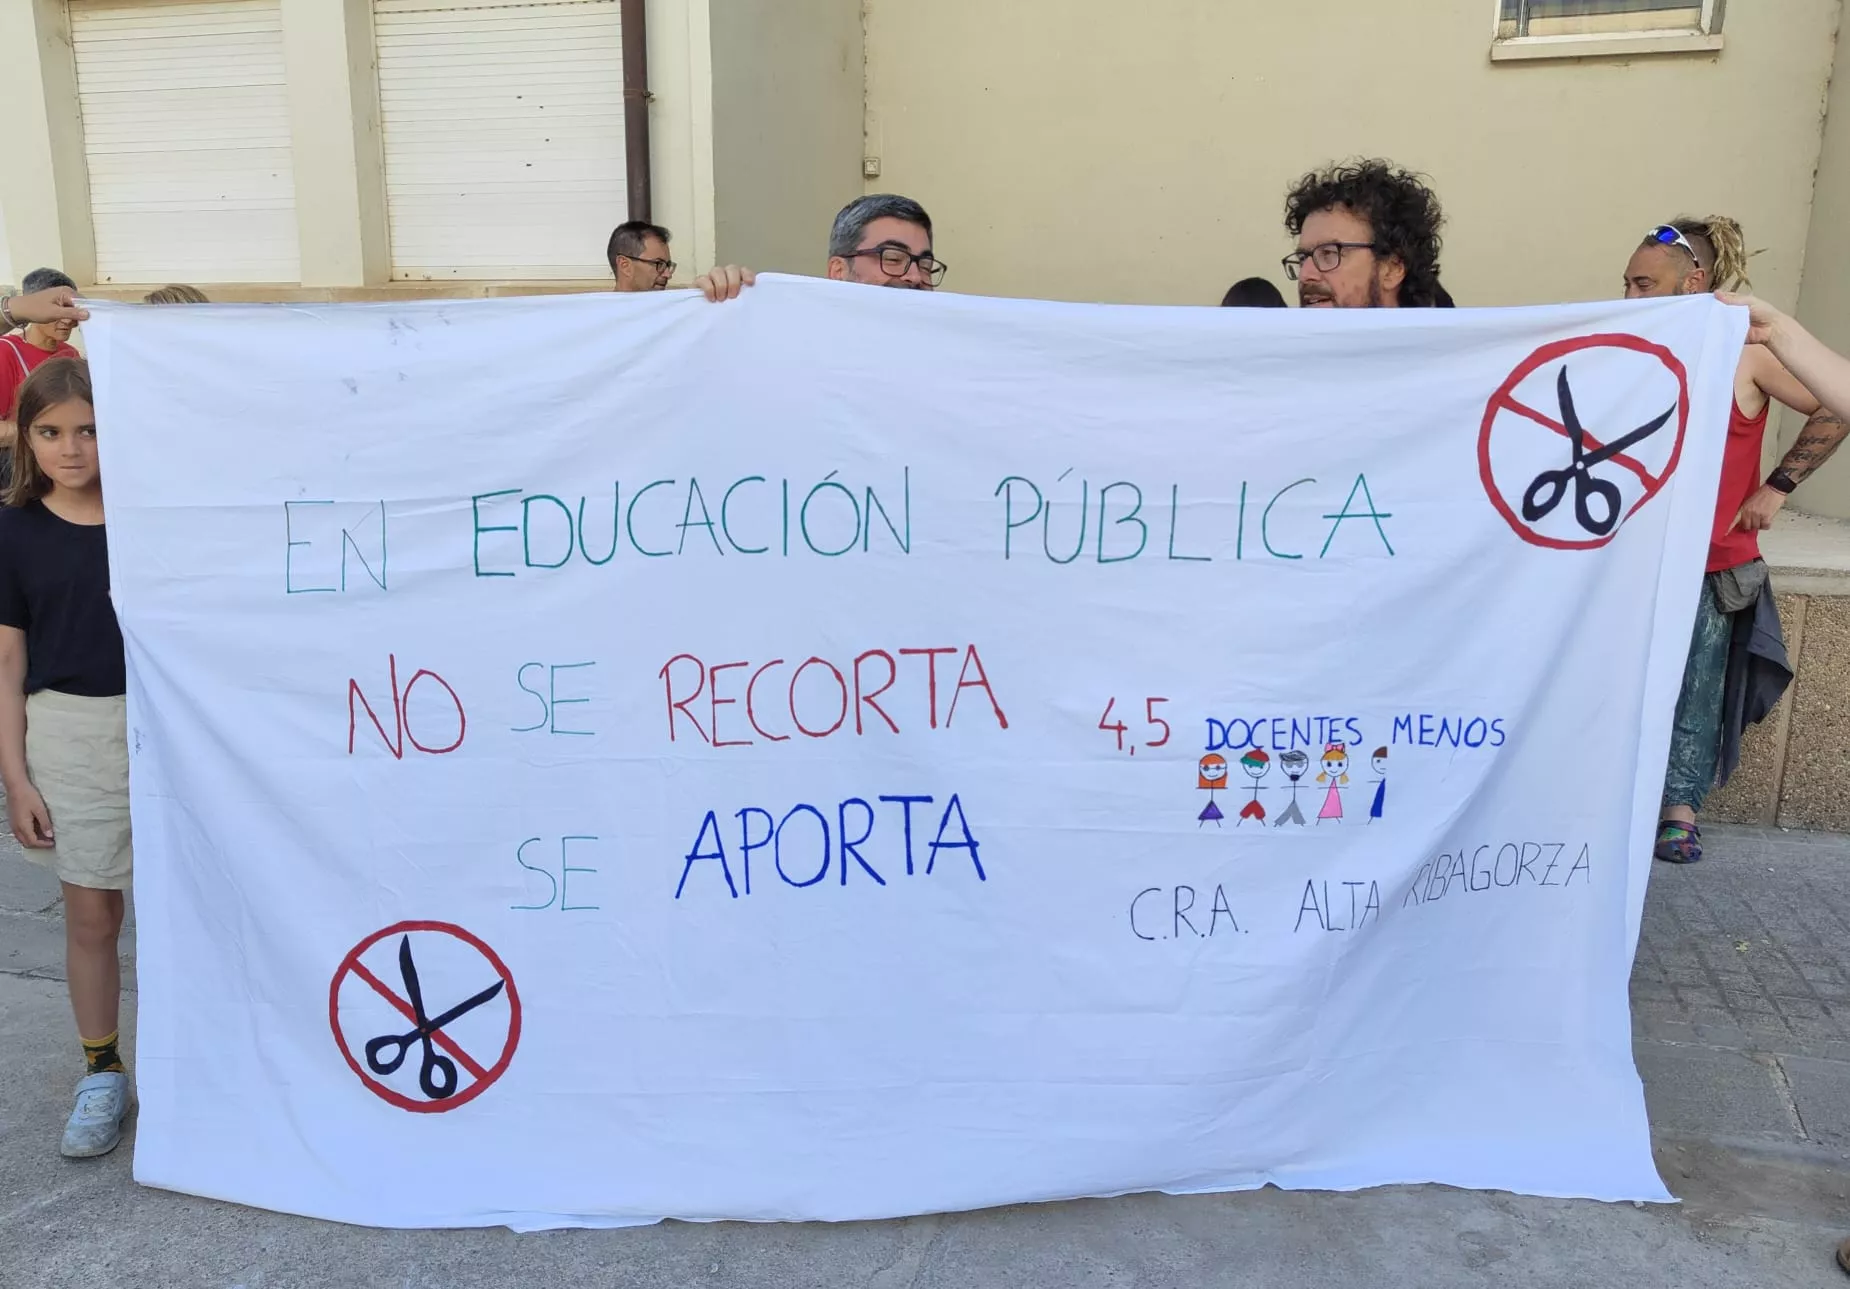 EN EDUCACIÓN PÚBLICA
NO SE RECORTA
SE APORTA
4,5 DOCENTES MENOS
C.R.A. ALTA RIBAGORZA